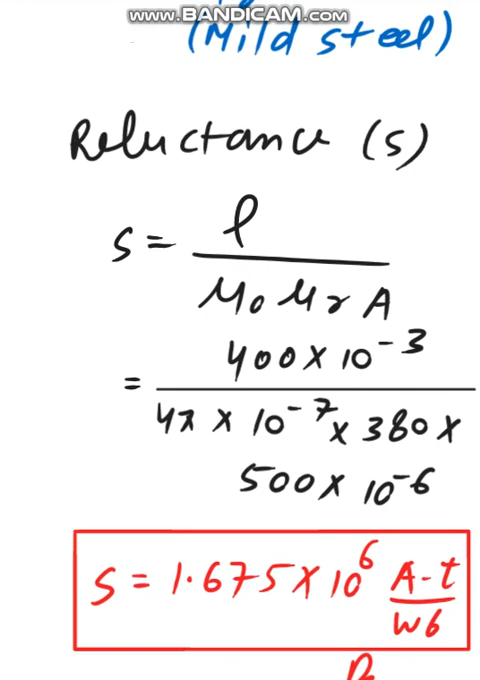 www.BANDICAM.com
(Mild steel)
Reluctance (S)
S = l
μ0 μr A
= 400 × 10^-3
4π × 10^-7 × 380 ×
500 × 10^-6
S = 1.675 × 10^6 A-t
Wb